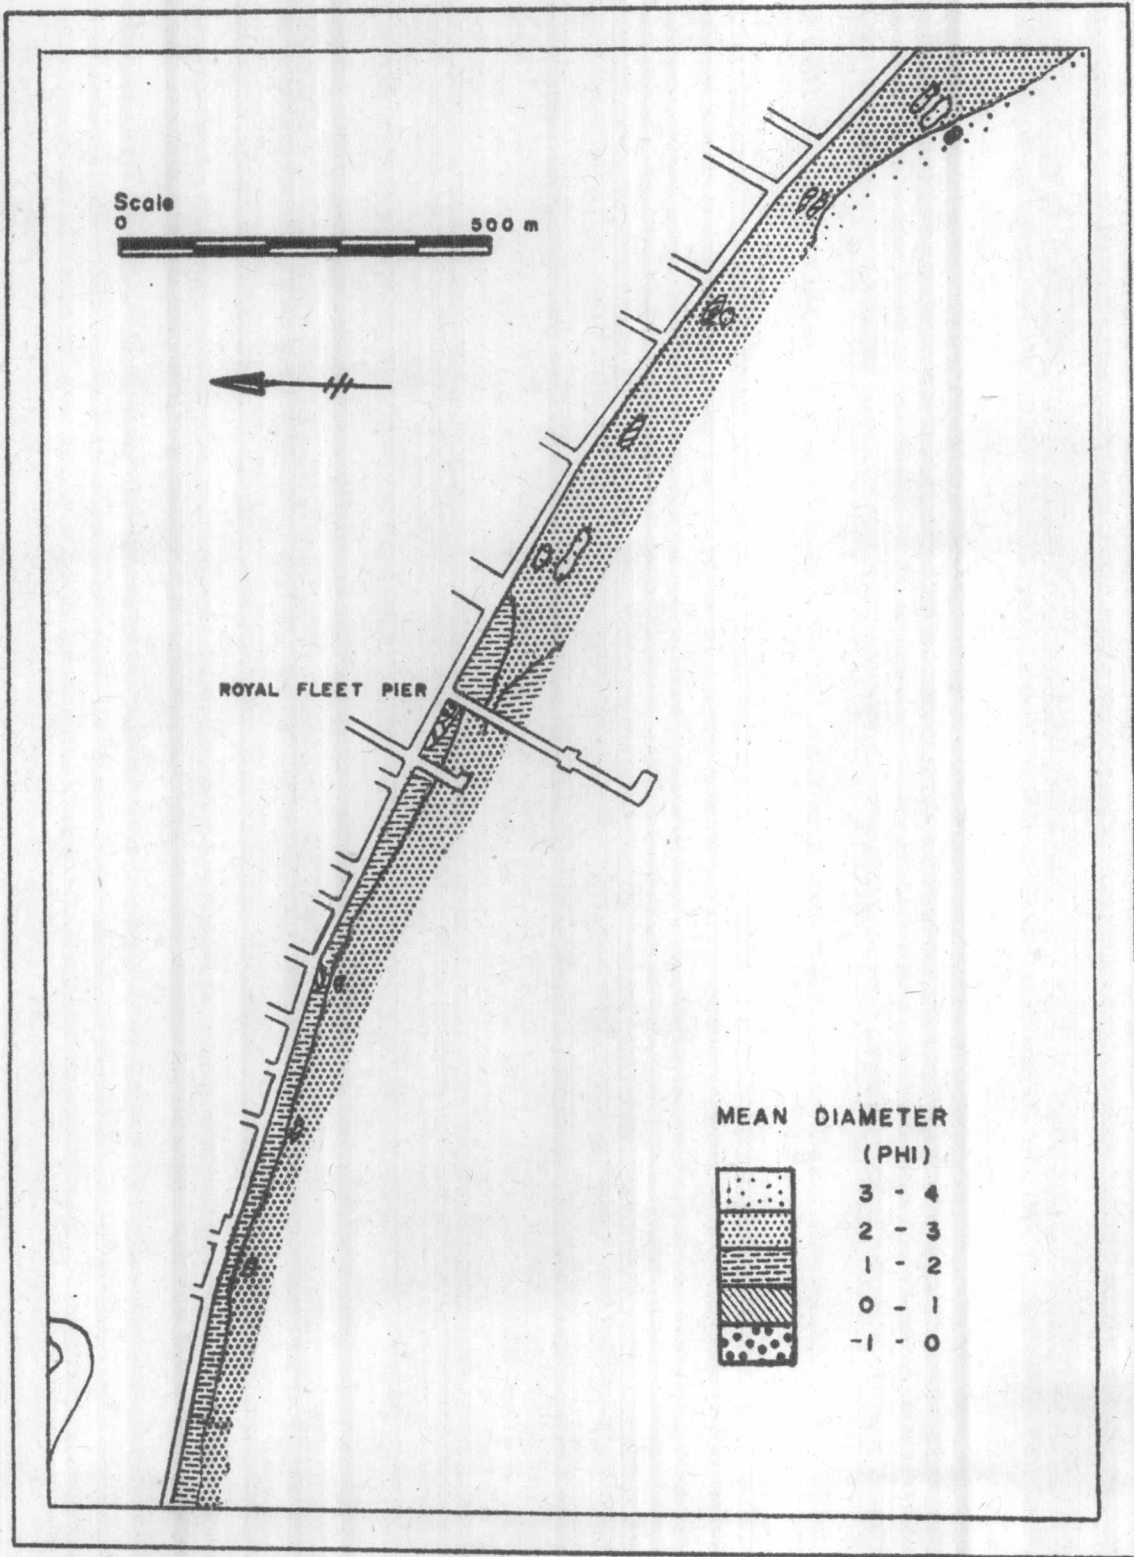 Scale
0 500 m
ROYAL FLEET PIER
MEAN DIAMETER
(PHI)
3 - 4
2 - 3
1 - 2
0 - 1
-1 - 0